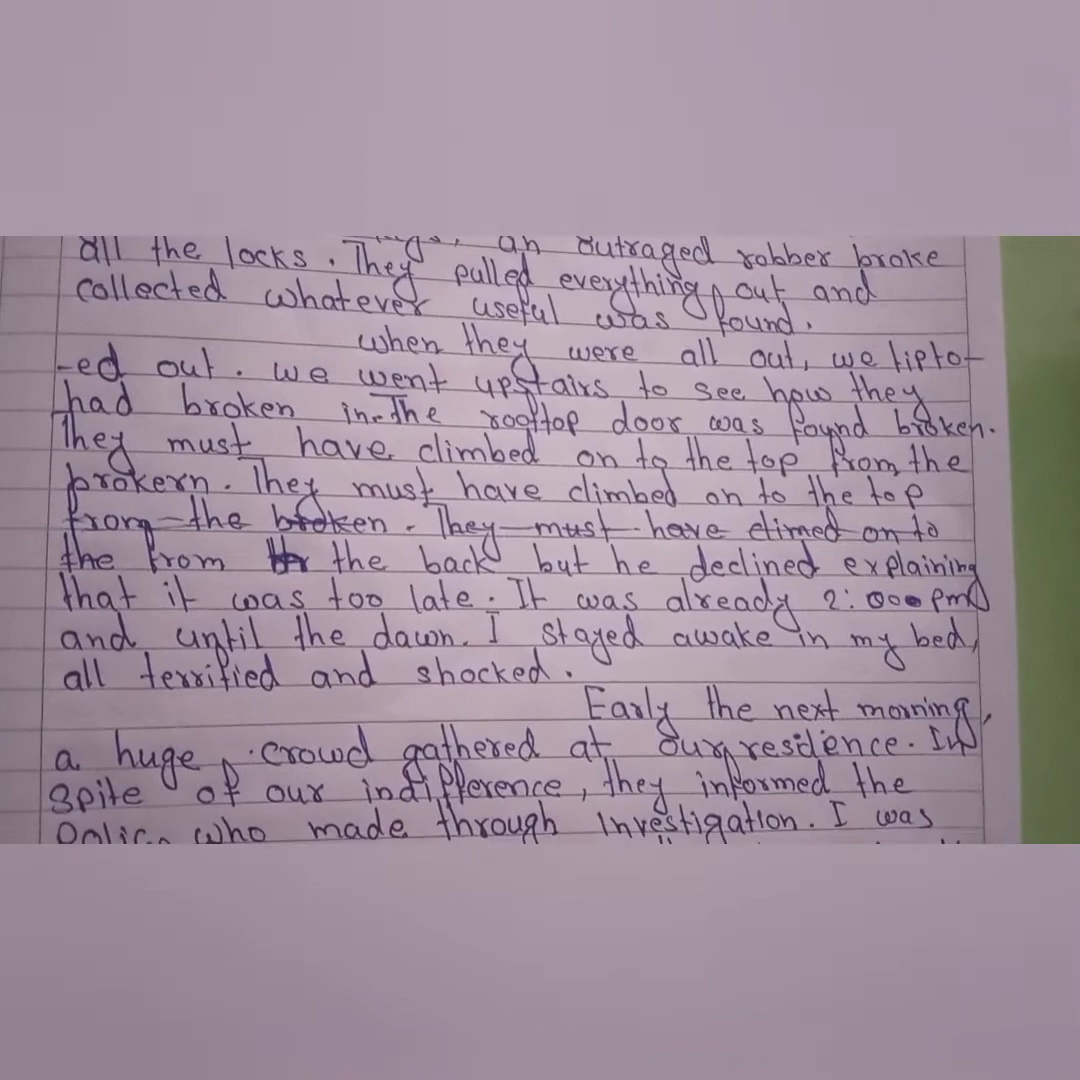 an outraged robber broke
all the locks. They pulled everything out and
collected whatever useful was found.
when they were all out, we tipto-
-ed out. we went upstairs to see how they
had broken in. The rooftop door was found broken.
They must have climbed on to the top from the
brokern. They must have climbed on to the top
from the broken. They must have climed on to
the from the back but he declined explaining
that it was too late. It was already 2:00 pm
and until the dawn. I stayed awake in my bed,
all terrified and shocked.
Early the next morning,
a huge crowd gathered at our residence. In
spite of our indifference, they informed the
Police who made through Investigation. I was